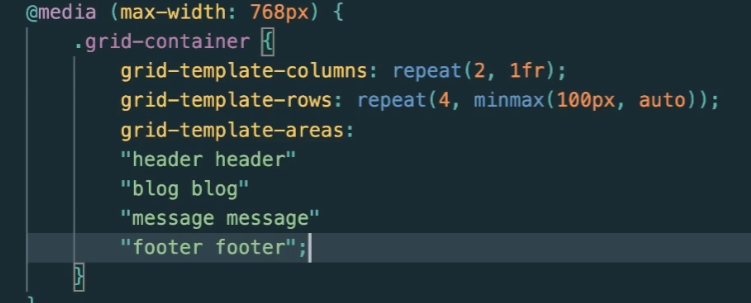 @media (max-width: 768px) {
.grid-container {
grid-template-columns: repeat(2, 1fr);
grid-template-rows: repeat(4, minmax(100px, auto));
grid-template-areas:
"header header"
"blog blog"
"message message"
"footer footer";
}
}